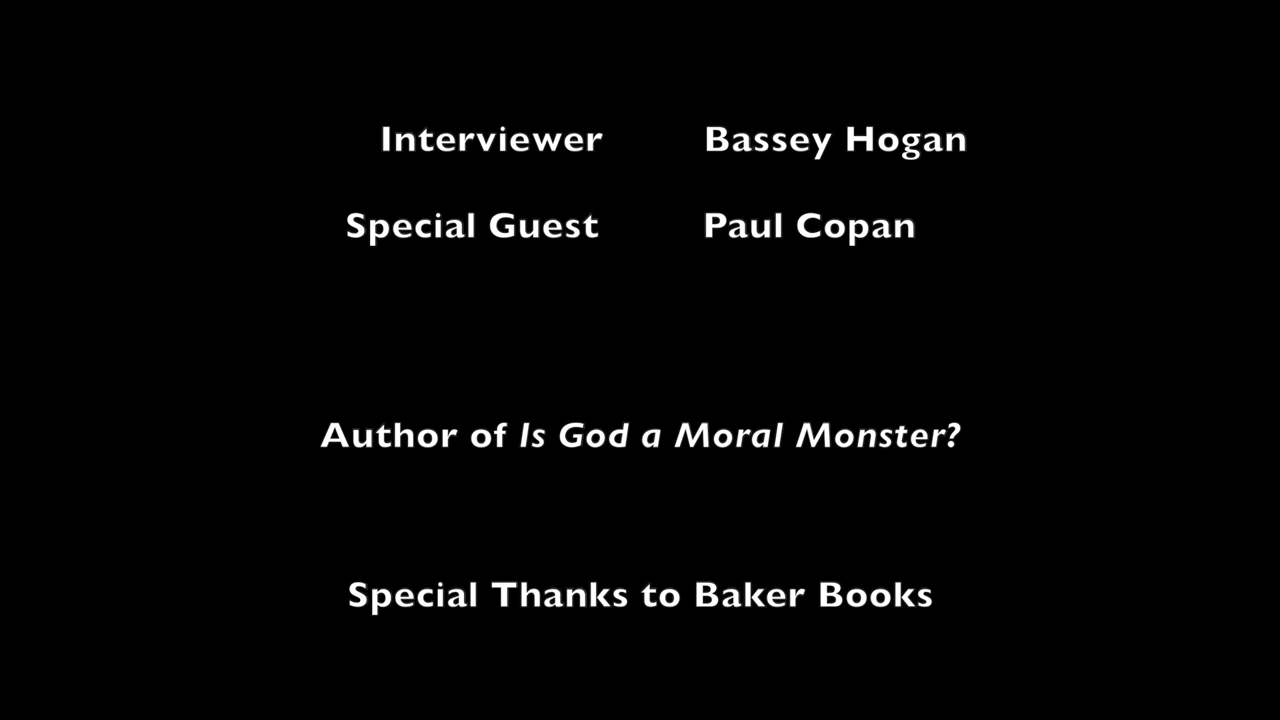 Interviewer Bassey Hogan
Special Guest Paul Copan
Author of Is God a Moral Monster?
Special Thanks to Baker Books